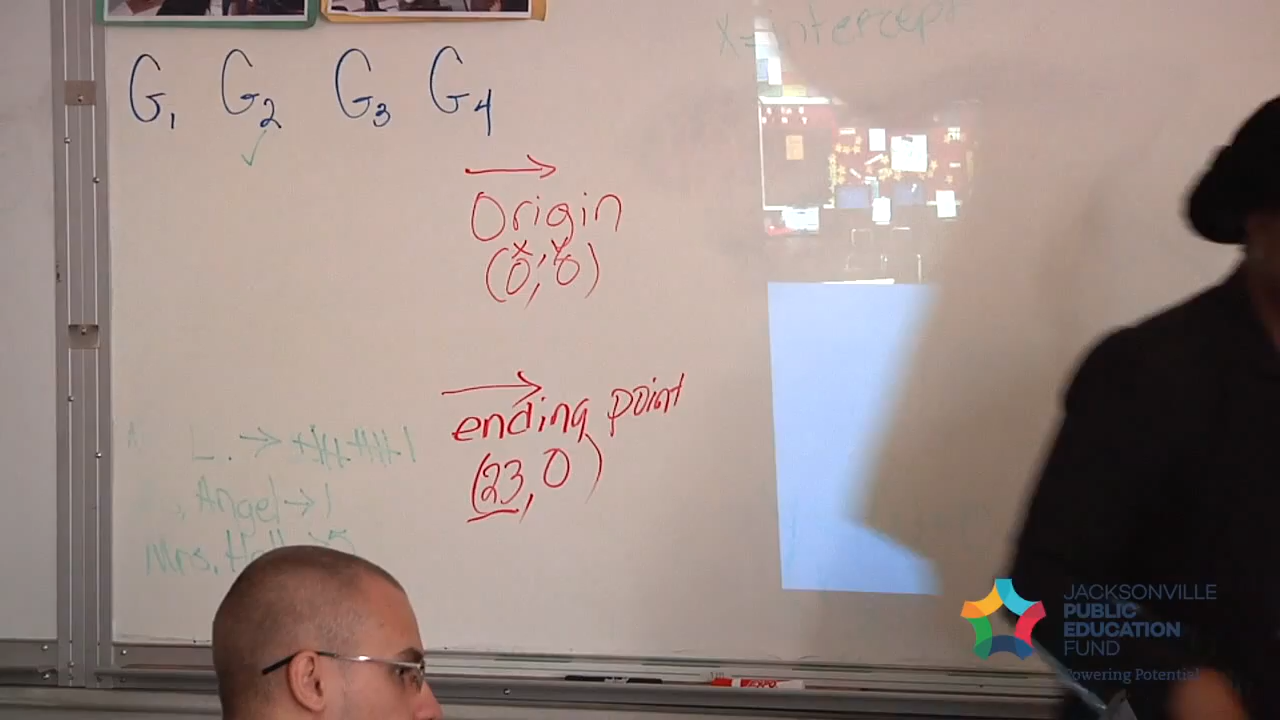 X-intercept
G1 G2 G3 G4
Origin
(0,0)
x, y
ending point
(23,0)
L. →
Angel → 1
Mrs.
JACKSONVILLE
PUBLIC
EDUCATION
FUND
Powering Potential
EXPO